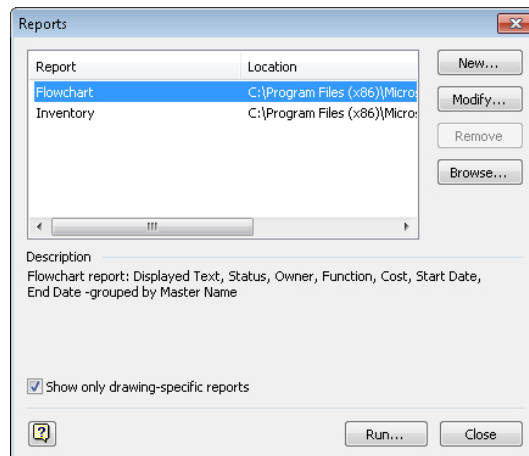 Reports
Report Location
Flowchart C:\Program Files (x86)\Micros
Inventory C:\Program Files (x86)\Micros
New...
Modify...
Remove
Browse...
Description
Flowchart report: Displayed Text, Status, Owner, Function, Cost, Start Date,
End Date -grouped by Master Name
Show only drawing-specific reports
Run... Close